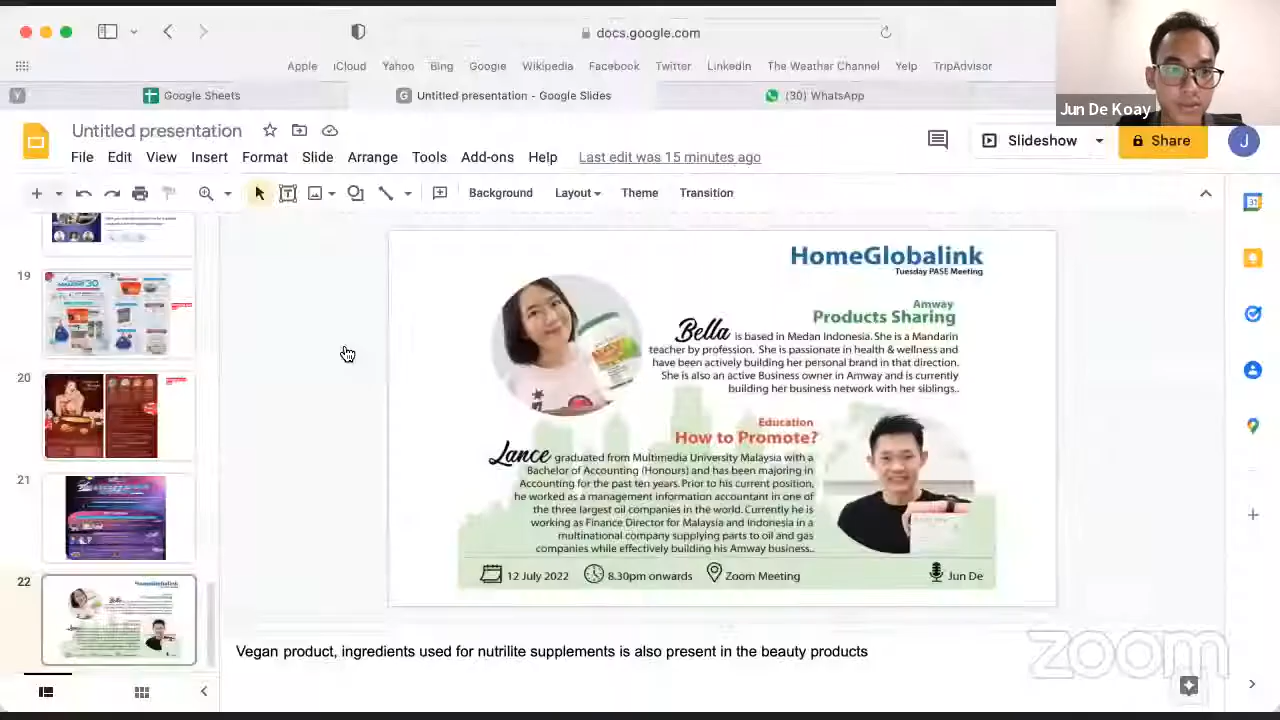 docs.google.com
Apple iCloud Yahoo Bing Google Wikipedia Facebook Twitter LinkedIn The Weather Channel Yelp TripAdvisor
Y Google Sheets G Untitled presentation - Google Slides (30) WhatsApp
Jun De Koay
Untitled presentation
File Edit View Insert Format Slide Arrange Tools Add-ons Help Last edit was 15 minutes ago
Slideshow Share J
Background Layout Theme Transition
31
19
20
21
22
HomeGlobalink
Tuesday PASE Meeting
Amway
Products Sharing
Bella is based in Medan Indonesia. She is a Mandarin
teacher by profession. She is passionate in health & wellness and
have been actively building her personal brand in that direction.
She is also an active Business owner in Amway and is currently
building her business network with her siblings..
Education
How to Promote?
Lance graduated from Multimedia University Malaysia with a
Bachelor of Accounting (Honours) and has been majoring in
Accounting for the past ten years. Prior to his current position,
he worked as a management information accountant in one of
the three largest oil companies in the world. Currently he is
working as Finance Director for Malaysia and Indonesia in a
multinational company supplying parts to oil and gas
companies while effectively building his Amway business..
12 July 2022 8.30pm onwards Zoom Meeting Jun De
Vegan product, ingredients used for nutrilite supplements is also present in the beauty products
zoom